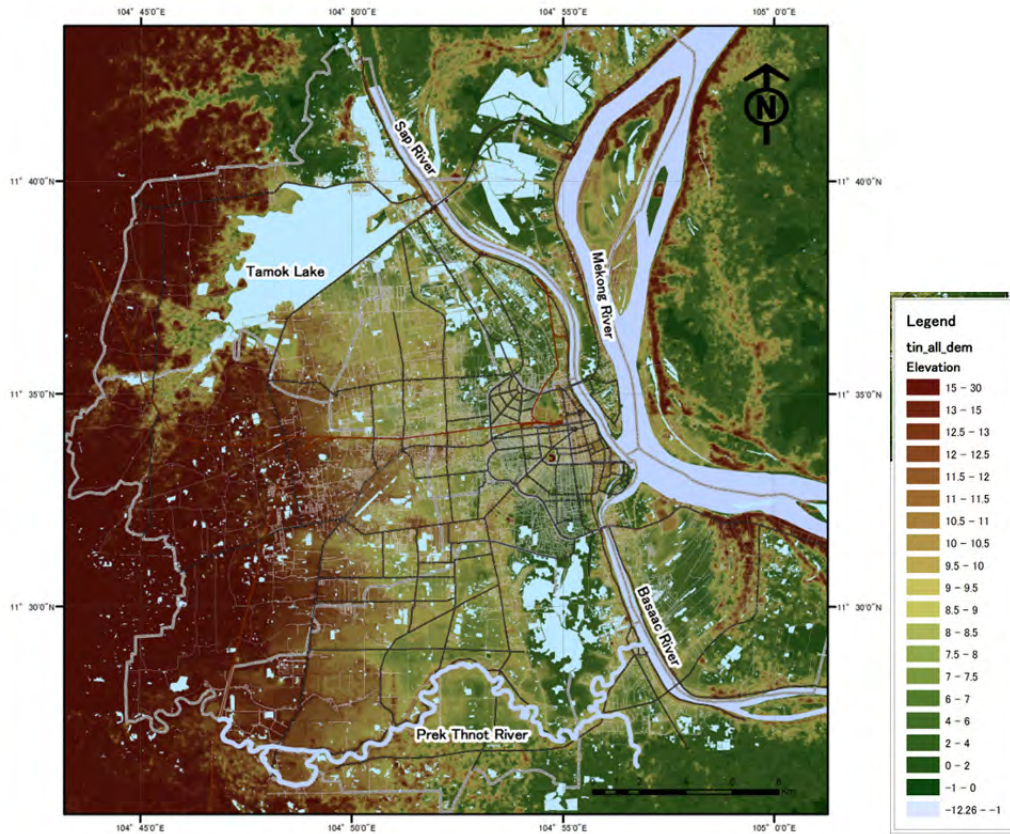 104° 45'0"E
104° 50'0"E
104° 55'0"E
105° 0'0"E
N
Sap River
11° 40'0"N
11° 40'0"N
Tamok Lake
Mekong River
11° 35'0"N
11° 35'0"N
11° 30'0"N
11° 30'0"N
Basaac River
Prek Thnot River
8
Km
104° 45'0"E
104° 50'0"E
104° 55'0"E
105° 0'0"E
Legend
tin_all_dem
Elevation
15 - 30
13 - 15
12.5 - 13
12 - 12.5
11.5 - 12
11 - 11.5
10.5 - 11
10 - 10.5
9.5 - 10
9 - 9.5
8.5 - 9
8 - 8.5
7.5 - 8
7 - 7.5
6 - 7
4 - 6
2 - 4
0 - 2
-1 - 0
-12.26 - -1